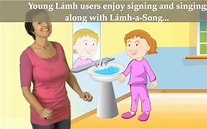 Young Lámh users enjoy signing and singing
along with Lámh-a-Song...